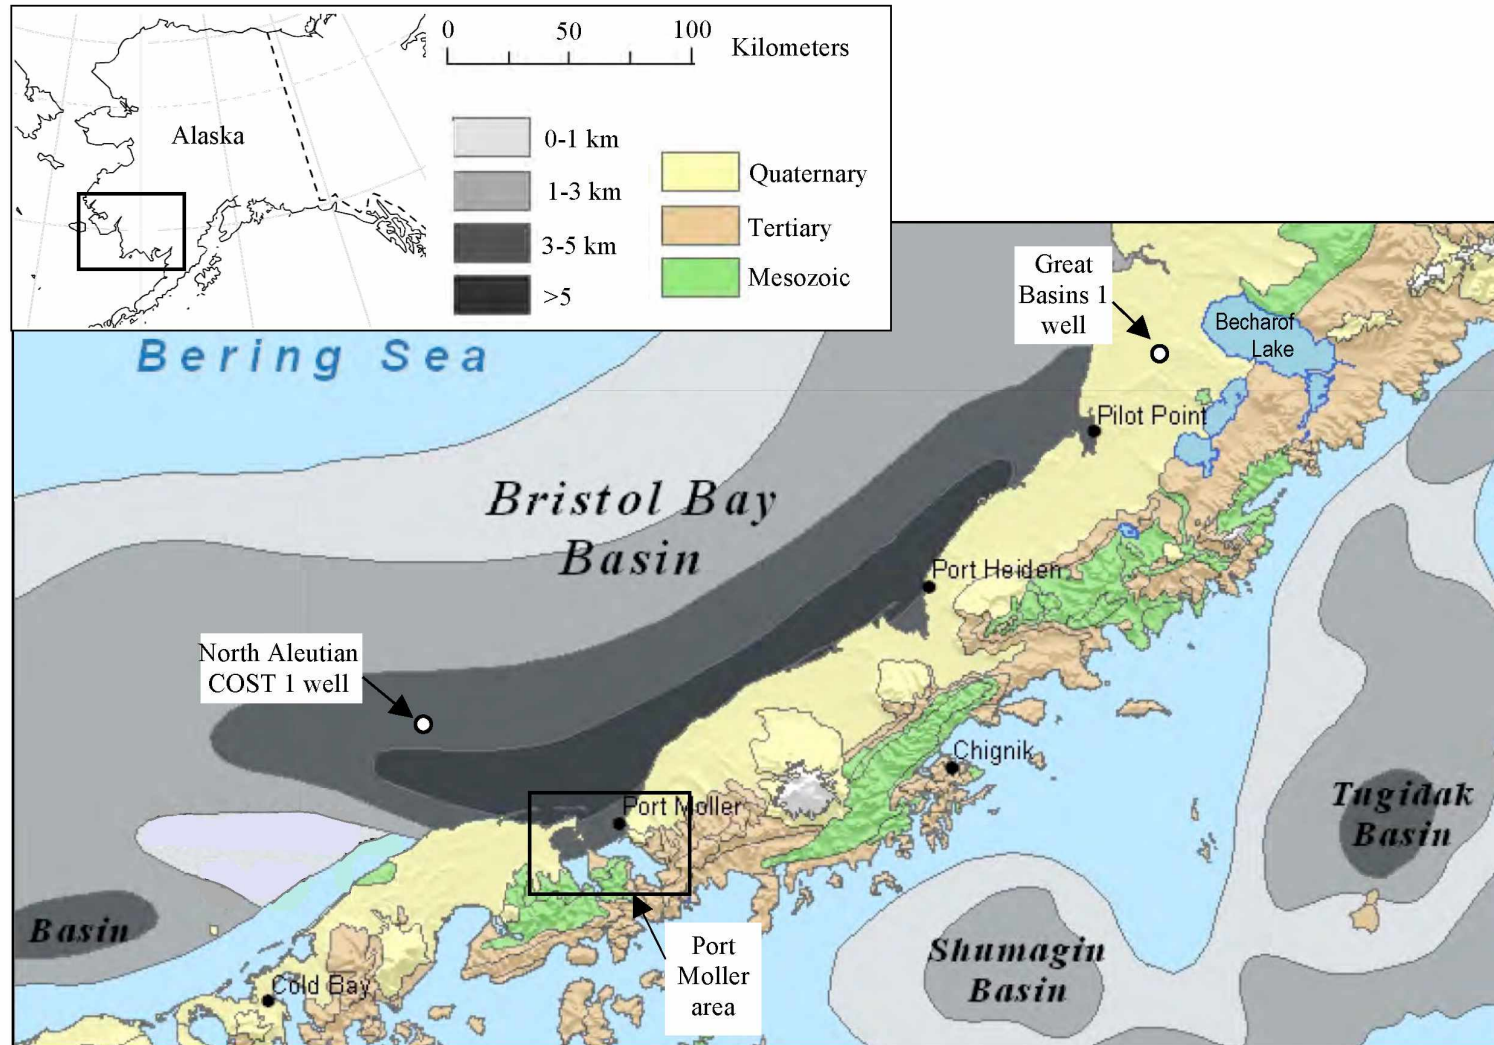 0 50 100
Kilometers
Alaska
0-1 km
1-3 km
3-5 km
>5
Quaternary
Tertiary
Mesozoic
Bering Sea
Great
Basins 1
well
Becharof
Lake
Pilot Point
Bristol Bay
Basin
Port Heiden
North Aleutian
COST 1 well
Chignik
Port Moller
Tugidak
Basin
Basin
Shumagin
Basin
Port
Moller
area
Cold Bay